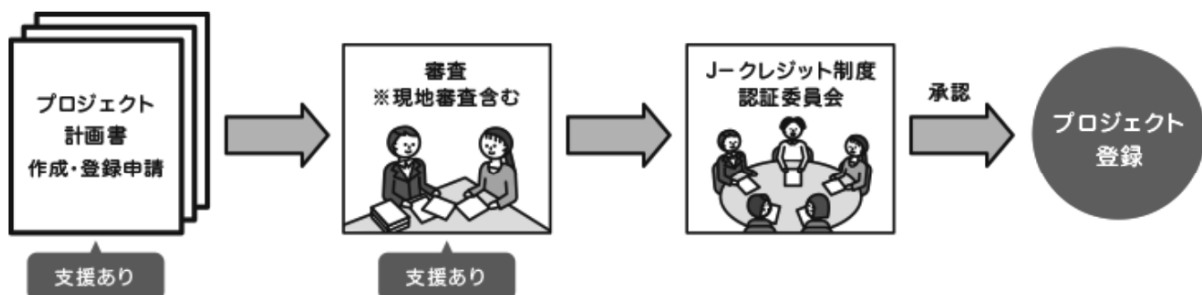 プロジェクト
計画書
作成・登録申請
支援あり
審査
※現地審査含む
支援あり
J－クレジット制度
認証委員会
承認
プロジェクト
登録